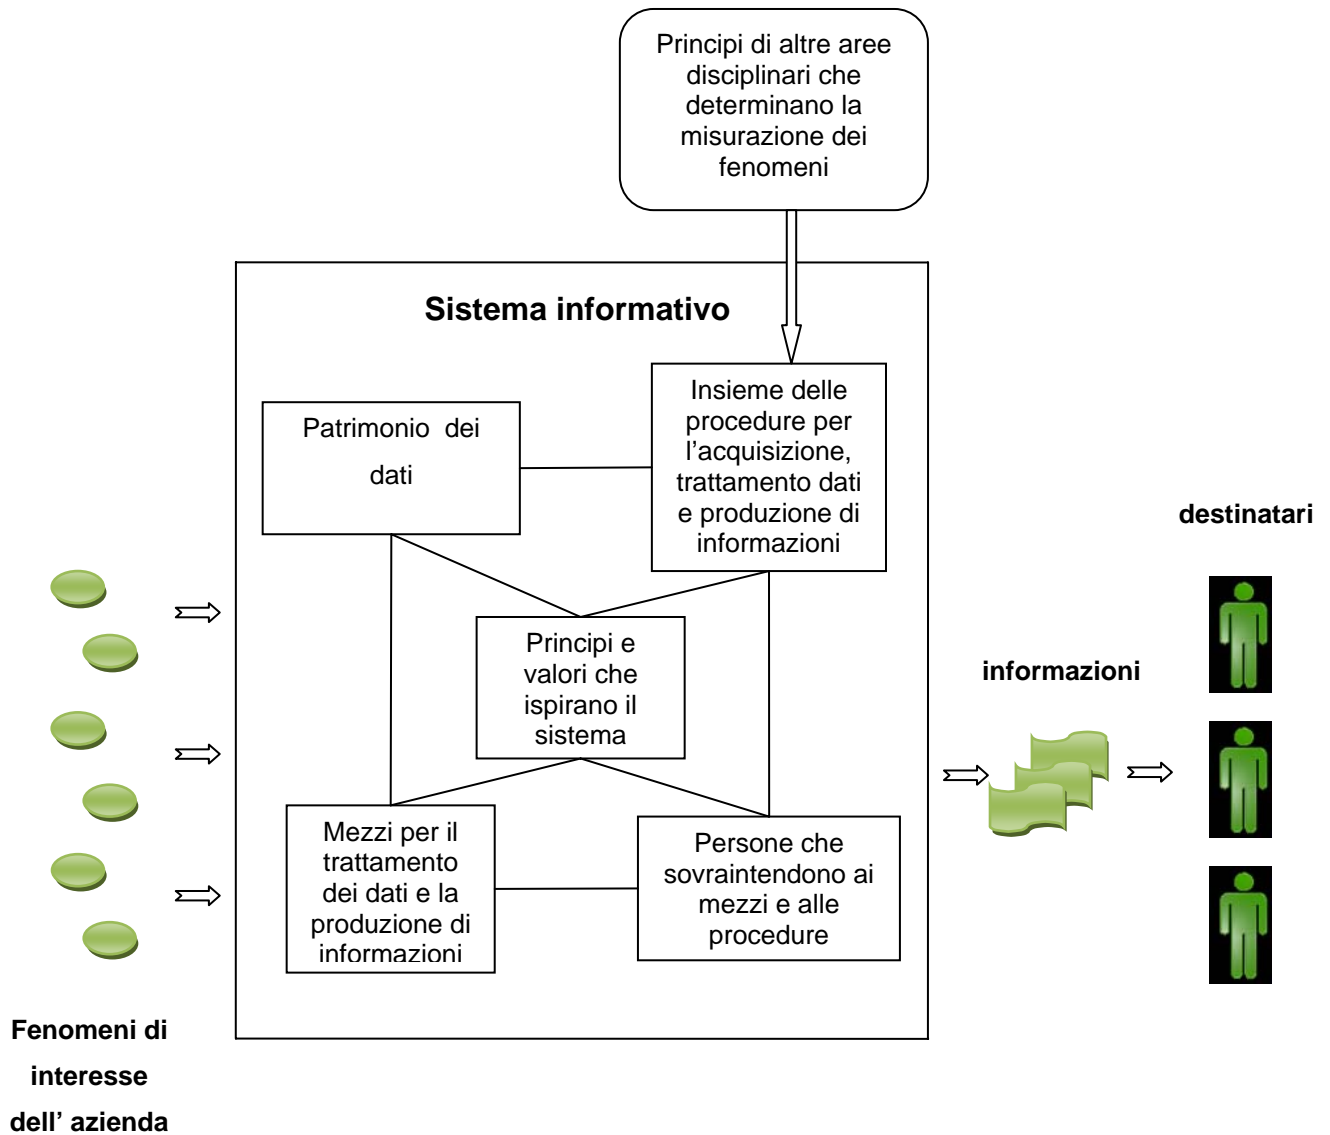 Principi di altre aree
disciplinari che
determinano la
misurazione dei
fenomeni
Sistema informativo
Patrimonio dei
dati
Insieme delle
procedure per
l’acquisizione,
trattamento dati
e produzione di
informazioni
Principi e
valori che
ispirano il
sistema
Mezzi per il
trattamento
dei dati e la
produzione di
informazioni
Persone che
sovraintendono ai
mezzi e alle
procedure
Fenomeni di
interesse
dell’ azienda
informazioni
destinatari